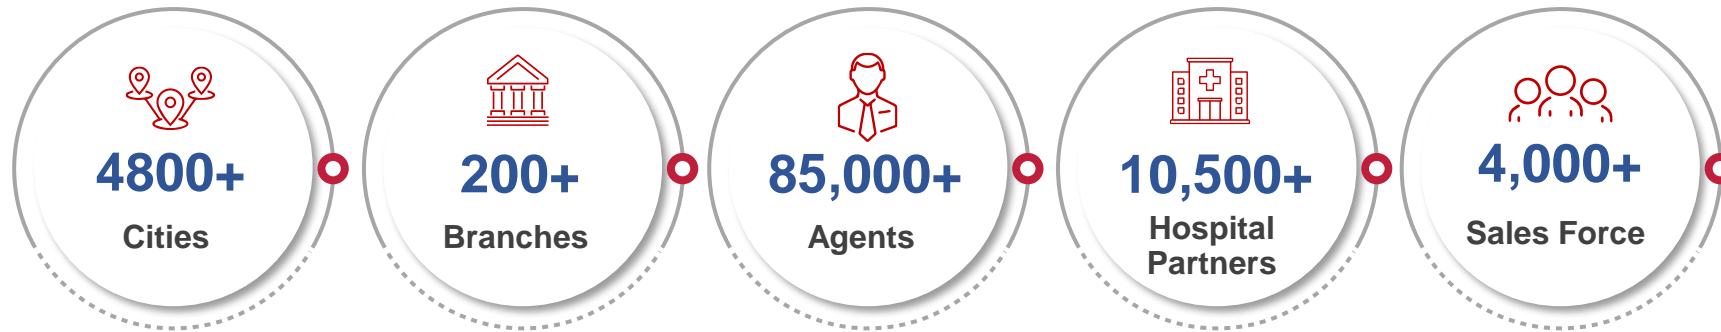 4800+
Cities
200+
Branches
85,000+
Agents
10,500+
Hospital
Partners
4,000+
Sales Force